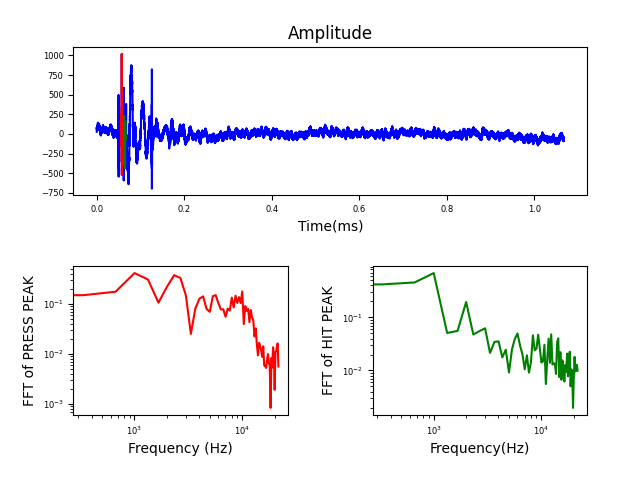 Amplitude
1000
750
500
250
0
−250
−500
−750
0.0 0.2 0.4 0.6 0.8 1.0
Time(ms)
FFT of PRESS PEAK
10⁻¹
10⁻²
10⁻³
10³ 10⁴
Frequency (Hz)
FFT of HIT PEAK
10⁻¹
10⁻²
10³ 10⁴
Frequency(Hz)